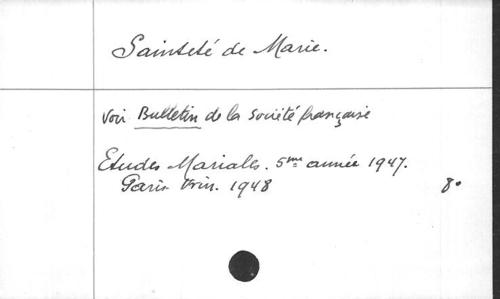 Sainteté de Marie.
Voir Bulletin de la société française
Etudes Mariales. 5me année 1947.
Paris Vrin. 1948 8°